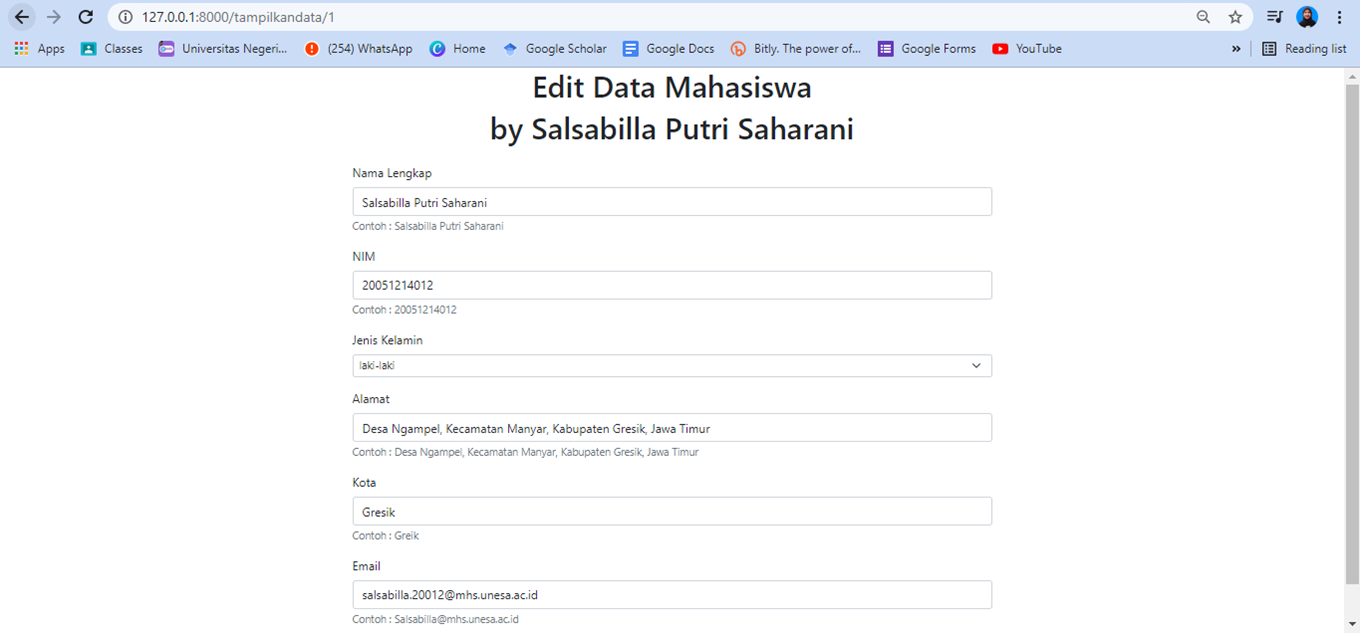 127.0.0.1:8000/tampilkandata/1
Apps Classes Universitas Negeri... (254) WhatsApp Home Google Scholar Google Docs Bitly. The power of... Google Forms YouTube » Reading list
Edit Data Mahasiswa
by Salsabilla Putri Saharani
Nama Lengkap
Salsabilla Putri Saharani
Contoh : Salsabilla Putri Saharani
NIM
20051214012
Contoh : 20051214012
Jenis Kelamin
laki-laki
Alamat
Desa Ngampel, Kecamatan Manyar, Kabupaten Gresik, Jawa Timur
Contoh : Desa Ngampel, Kecamatan Manyar, Kabupaten Gresik, Jawa Timur
Kota
Gresik
Contoh : Greik
Email
salsabilla.20012@mhs.unesa.ac.id
Contoh : Salsabilla@mhs.unesa.ac.id